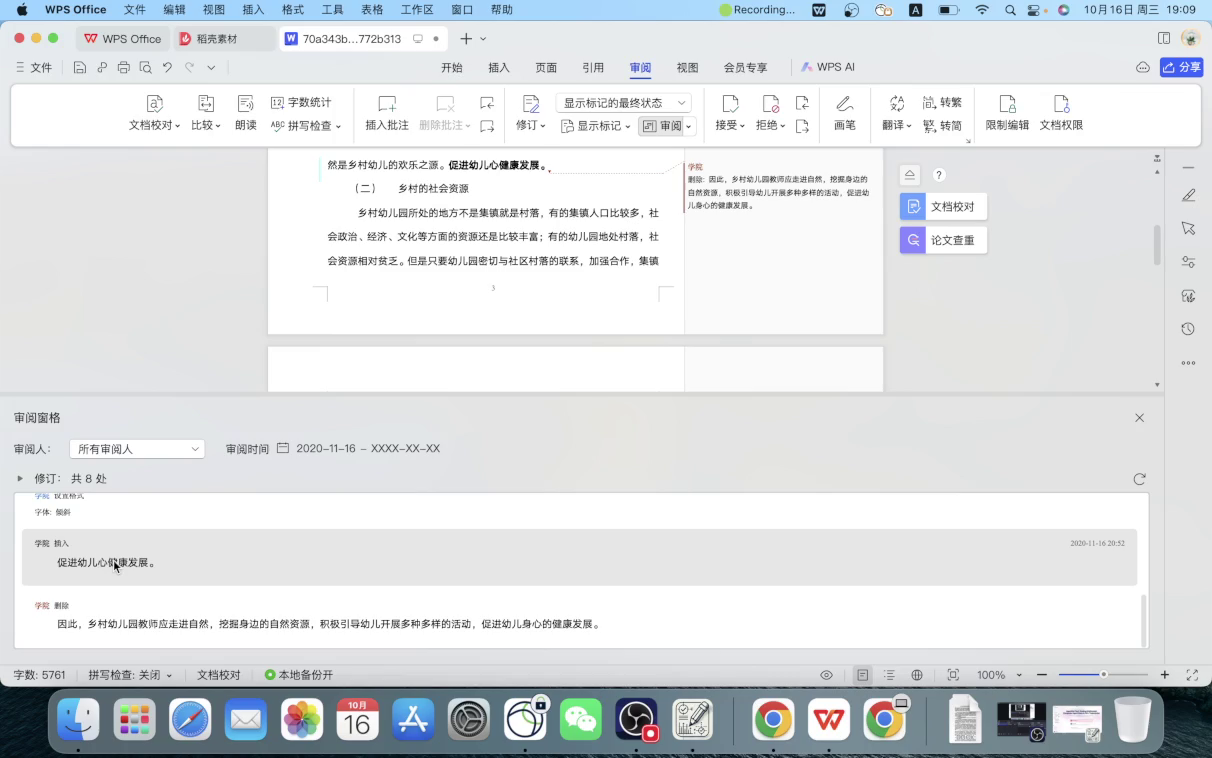 WPS Office 文件 编辑 视图 插入 格式 工具 表格 窗口 帮助 Recording... 10月16日 周一 19:09
WPS Office 稻壳素材 70a343b...772b313
文件 开始 插入 页面 引用 审阅 视图 会员专享 WPS AI 分享
字数统计 显示标记的最终状态 转繁
文档校对 比较 朗读 拼写检查 插入批注 删除批注 修订 显示标记 审阅 接受 拒绝 画笔 翻译 转简 限制编辑 文档权限
然是乡村幼儿的欢乐之源。促进幼儿心健康发展。
(二) 乡村的社会资源
乡村幼儿园所处的地方不是集镇就是村落,有的集镇人口比较多,社
会政治、经济、文化等方面的资源还是比较丰富;有的幼儿园地处村落,社
会资源相对贫乏。但是只要幼儿园密切与社区村落的联系,加强合作,集镇
3
学院
删除: 因此,乡村幼儿园教师应走进自然,挖掘身边的
自然资源,积极引导幼儿开展多种多样的活动,促进幼
儿身心的健康发展。
?
文档校对
论文查重
审阅窗格
审阅人: 所有审阅人 审阅时间 2020-11-16 - XXXX-XX-XX
修订: 共 8 处
学院 设置格式
字体: 倾斜
学院 插入 2020-11-16 20:52
促进幼儿心健康发展。
学院 删除
因此,乡村幼儿园教师应走进自然,挖掘身边的自然资源,积极引导幼儿开展多种多样的活动,促进幼儿身心的健康发展。
字数: 5761 拼写检查: 关闭 文档校对 本地备份开 100%
10月
16